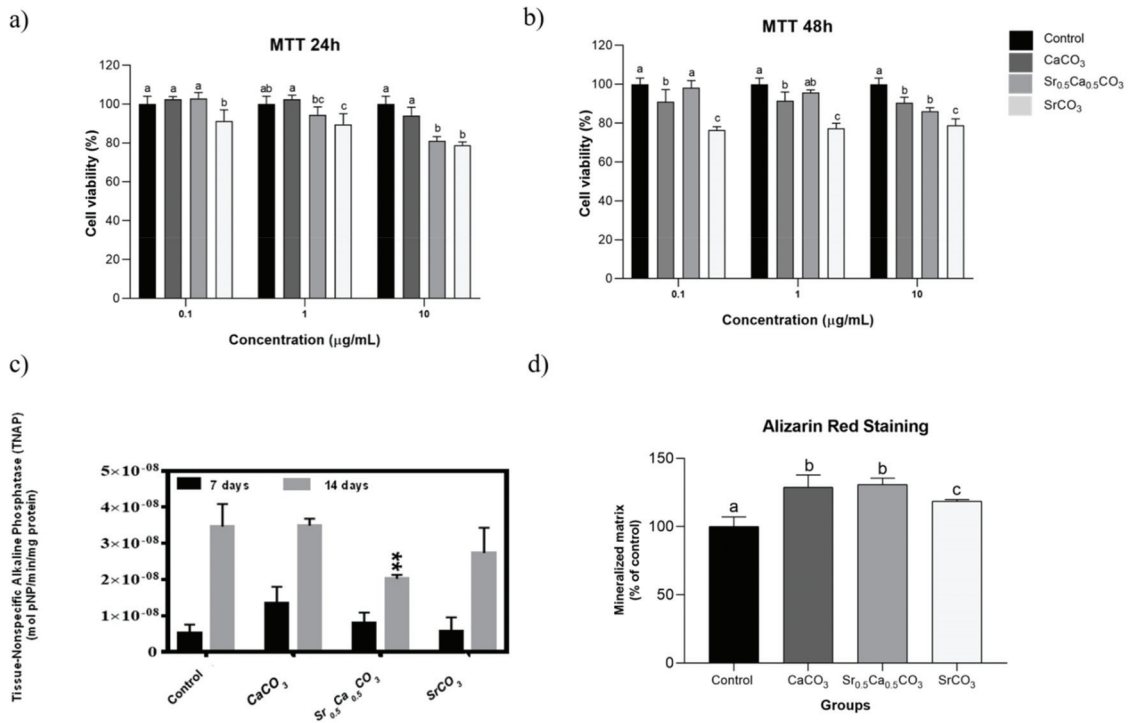 a)
MTT 24h
Cell viability (%)
120
100
80
60
40
20
0
a a a b
ab a bc c
a a b b
0.1 1 10
Concentration (μg/mL)
b)
MTT 48h
Cell viability (%)
120
100
80
60
40
20
0
a b a c
a b ab c
a b b c
0.1 1 10
Concentration (μg/mL)
Control
CaCO₃
Sr₀.₅Ca₀.₅CO₃
SrCO₃
c)
Tissue-Nonspecific Alkaline Phosphatase (TNAP)
(mol pNP/min/mg protein)
5×10⁻⁰⁸
4×10⁻⁰⁸
3×10⁻⁰⁸
2×10⁻⁰⁸
1×10⁻⁰⁸
0
7 days 14 days
**
Control CaCO₃ Sr₀.₅Ca₀.₅CO₃ SrCO₃
d)
Alizarin Red Staining
Mineralized matrix
(% of control)
150
100
50
0
a b b c
Control CaCO₃ Sr₀.₅Ca₀.₅CO₃ SrCO₃
Groups